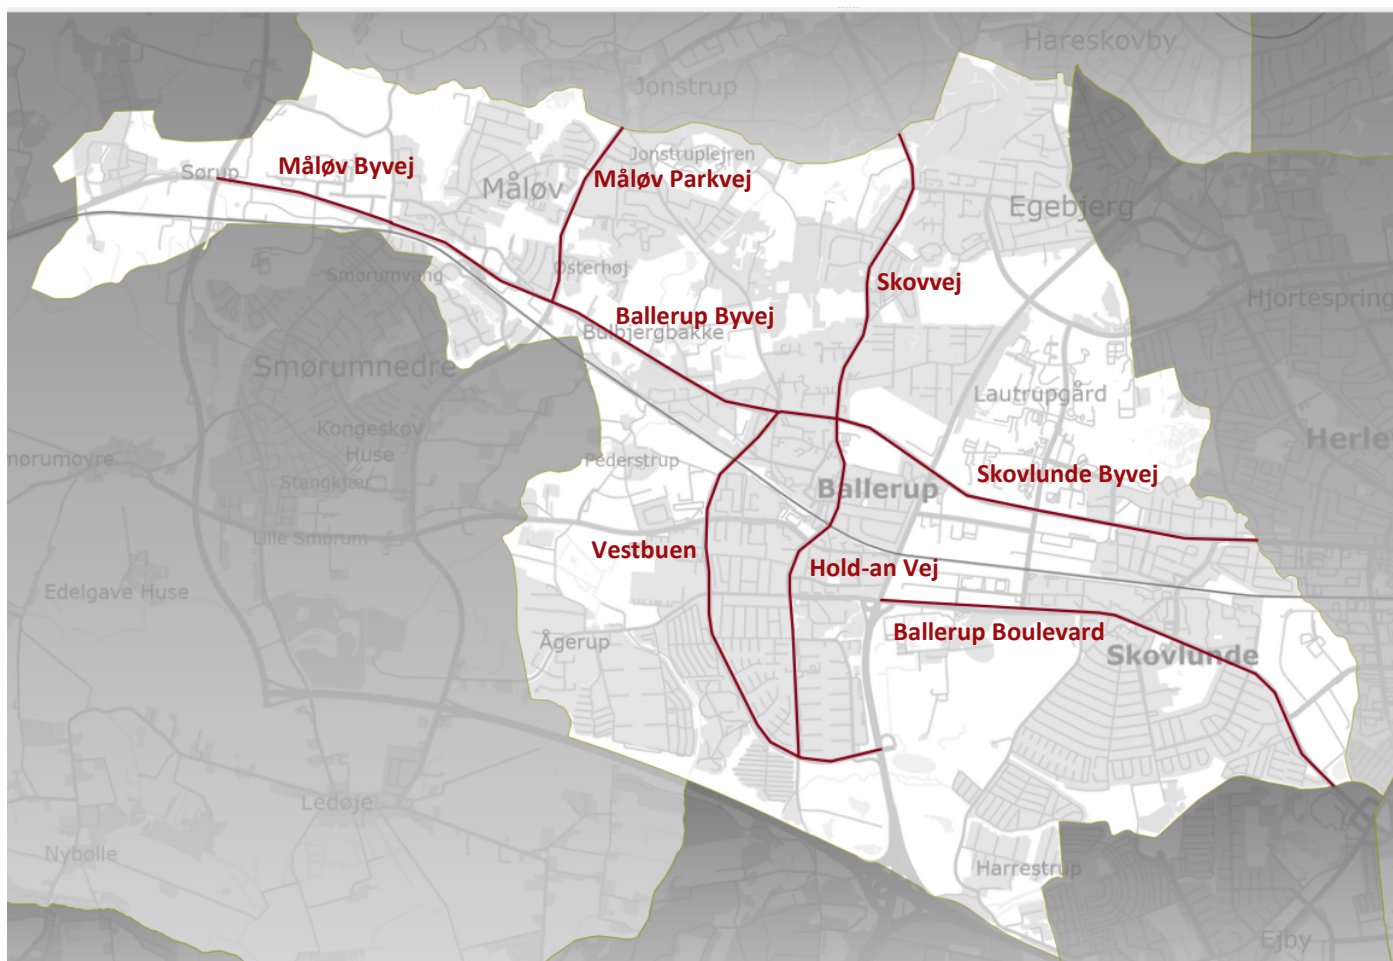 Hareskovby
Jonstrup
Jonstruplejren
Måløv Byvej
Sørup
Måløv
Måløv Parkvej
Egebjerg
Østerhøj
Smørumvang
Skovvej
Hjortespring
Ballerup Byvej
Bulbjergbakke
Smørumnedre
Lautrupgård
Kongeskov
Huse
Herle
mørumovre
Pederstrup
Skovlunde Byvej
Stangkjær
Ballerup
Lille Smørum
Vestbuen
Hold-an Vej
Edelgave Huse
Ballerup Boulevard
Ågerup
Skovlunde
Ledøje
Nybølle
Harrestrup
Ejby